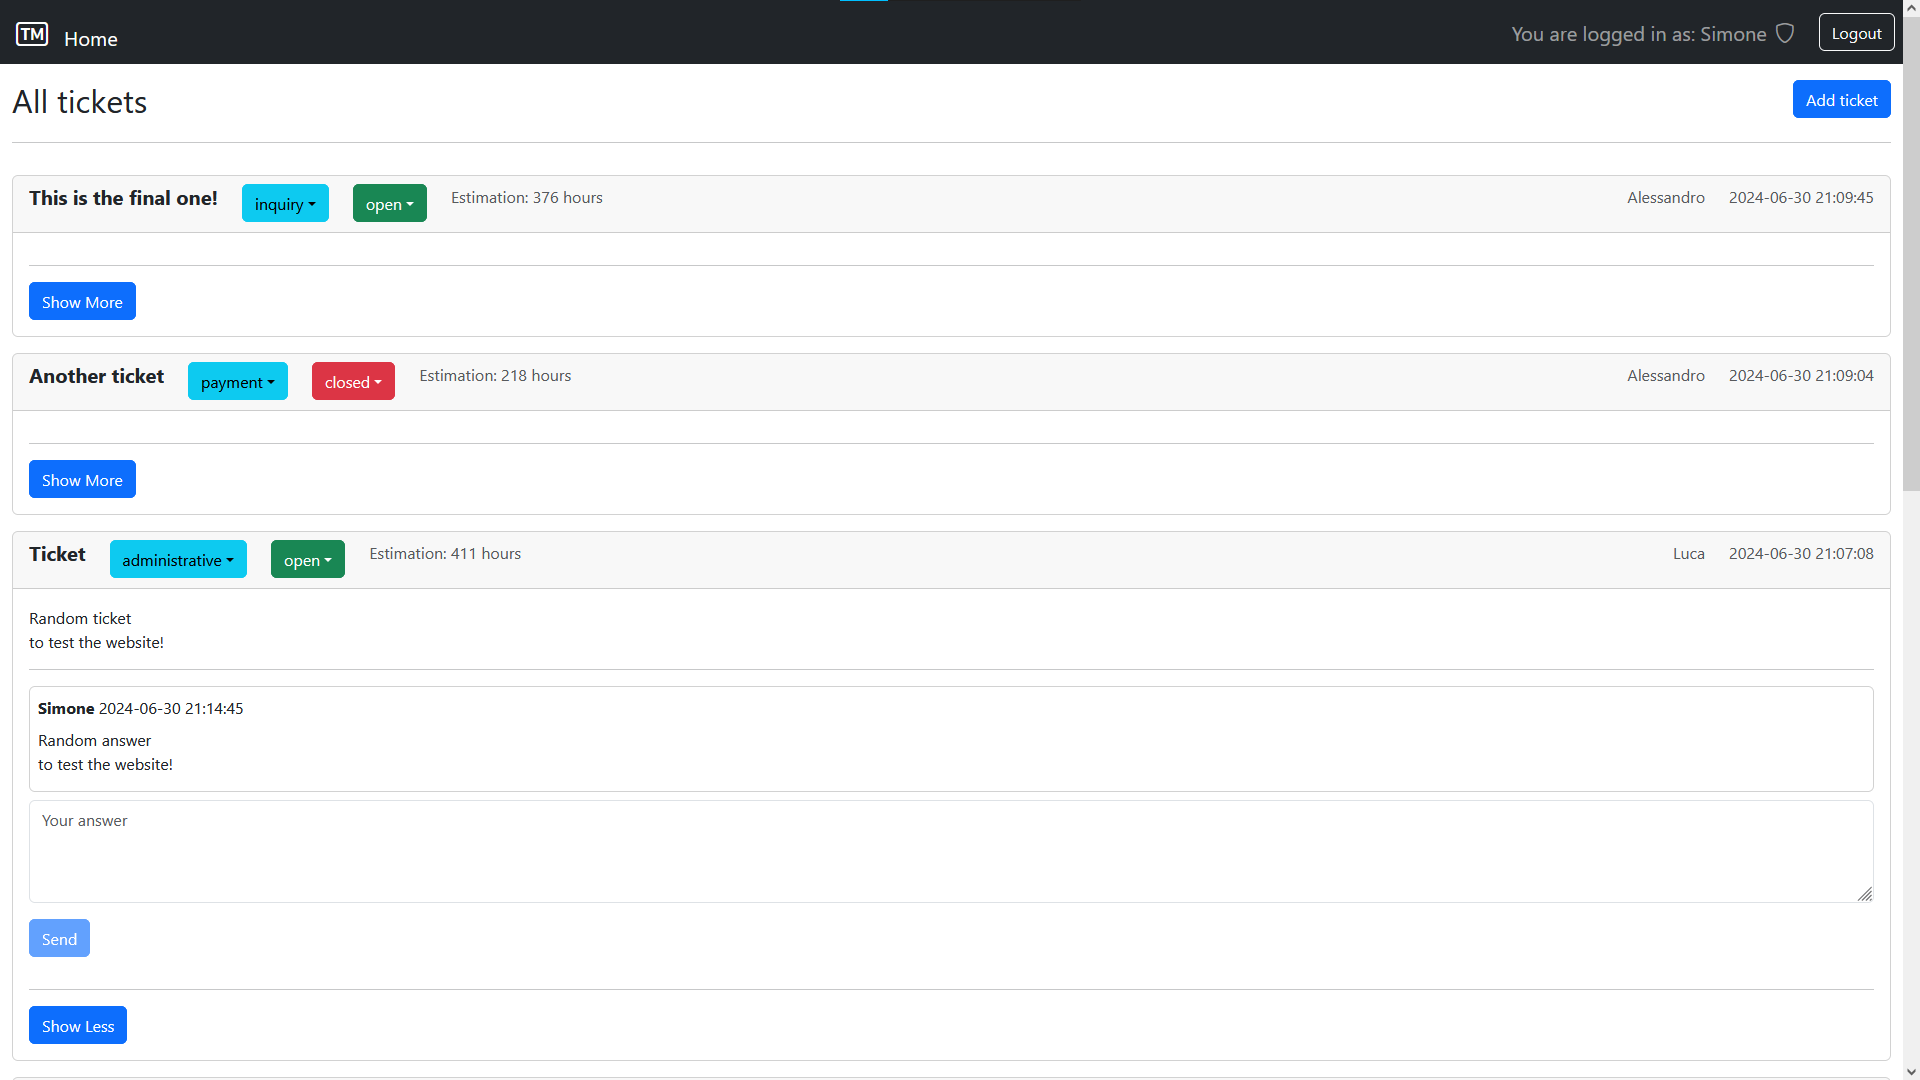 TM Home You are logged in as: Simone Logout
All tickets Add ticket
This is the final one! inquiry open Estimation: 376 hours Alessandro 2024-06-30 21:09:45
Show More
Another ticket payment closed Estimation: 218 hours Alessandro 2024-06-30 21:09:04
Show More
Ticket administrative open Estimation: 411 hours Luca 2024-06-30 21:07:08
Random ticket
to test the website!
Simone 2024-06-30 21:14:45
Random answer
to test the website!
Your answer
Send
Show Less